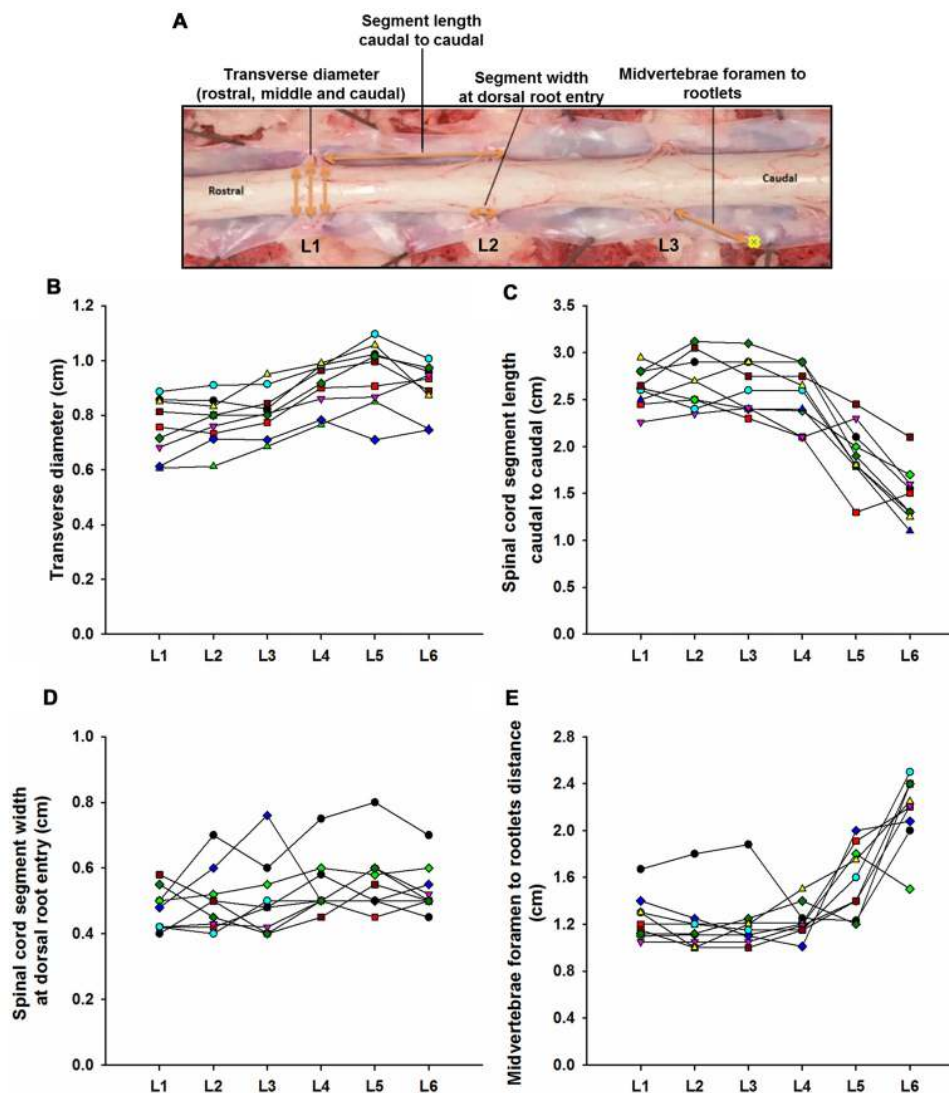 A
Segment length
caudal to caudal
Transverse diameter
(rostral, middle and caudal)
Segment width
at dorsal root entry
Midvertebrae foramen to
rootlets
Rostral
Caudal
L1
L2
L3
B
Transverse diameter (cm)
1.2
1.0
0.8
0.6
0.4
0.2
0.0
L1 L2 L3 L4 L5 L6
C
Spinal cord segment length
caudal to caudal (cm)
3.5
3.0
2.5
2.0
1.5
1.0
0.5
0.0
L1 L2 L3 L4 L5 L6
D
Spinal cord segment width
at dorsal root entry (cm)
1.0
0.8
0.6
0.4
0.2
0.0
L1 L2 L3 L4 L5 L6
E
Midvertebrae foramen to rootlets distance
(cm)
2.8
2.4
2.0
1.6
1.2
0.8
0.4
0.0
L1 L2 L3 L4 L5 L6